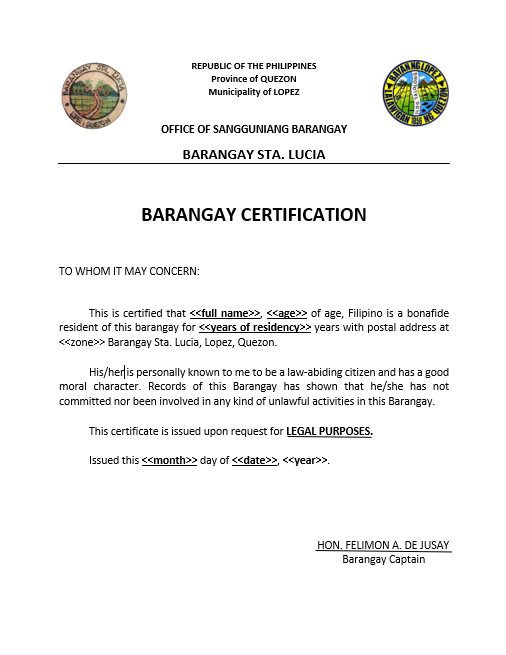 REPUBLIC OF THE PHILIPPINES
Province of QUEZON
Municipality of LOPEZ
BARANGAY STA. LUCIA
LOPEZ QUEZON
BAYAN NG LOPEZ
LALAWIGAN NG QUEZON
OFFICE OF SANGGUNIANG BARANGAY
BARANGAY STA. LUCIA
BARANGAY CERTIFICATION
TO WHOM IT MAY CONCERN:
This is certified that <<full name>>, <<age>> of age, Filipino is a bonafide
resident of this barangay for <<years of residency>> years with postal address at
<<zone>> Barangay Sta. Lucia, Lopez, Quezon.
His/her is personally known to me to be a law-abiding citizen and has a good
moral character. Records of this Barangay has shown that he/she has not
committed nor been involved in any kind of unlawful activities in this Barangay.
This certificate is issued upon request for LEGAL PURPOSES.
Issued this <<month>> day of <<date>>, <<year>>.
HON. FELIMON A. DE JUSAY
Barangay Captain